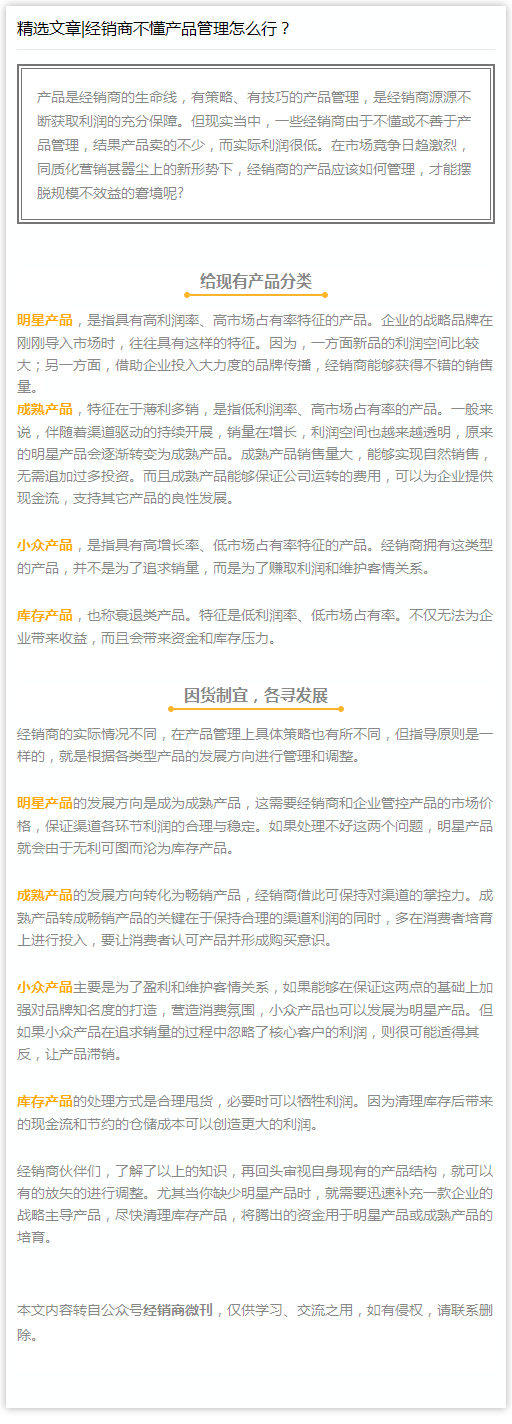 精选文章|经销商不懂产品管理怎么行？
产品是经销商的生命线，有策略、有技巧的产品管理，是经销商源源不
断获取利润的充分保障。但现实当中，一些经销商由于不懂或不善于产
品管理，结果产品卖的不少，而实际利润很低。在市场竞争日趋激烈，
同质化营销甚嚣尘上的新形势下，经销商的产品应该如何管理，才能摆
脱规模不效益的窘境呢?
给现有产品分类
明星产品，是指具有高利润率、高市场占有率特征的产品。企业的战略品牌在
刚刚导入市场时，往往具有这样的特征。因为，一方面新品的利润空间比较
大；另一方面，借助企业投入大力度的品牌传播，经销商能够获得不错的销售
量。
成熟产品，特征在于薄利多销，是指低利润率、高市场占有率的产品。一般来
说，伴随着渠道驱动的持续开展，销量在增长，利润空间也越来越透明，原来
的明星产品会逐渐转变为成熟产品。成熟产品销售量大，能够实现自然销售，
无需追加过多投资。而且成熟产品能够保证公司运转的费用，可以为企业提供
现金流，支持其它产品的良性发展。
小众产品，是指具有高增长率、低市场占有率特征的产品。经销商拥有这类型
的产品，并不是为了追求销量，而是为了赚取利润和维护客情关系。
库存产品，也称衰退类产品。特征是低利润率、低市场占有率。不仅无法为企
业带来收益，而且会带来资金和库存压力。
因货制宜，各寻发展
经销商的实际情况不同，在产品管理上具体策略也有所不同，但指导原则是一
样的，就是根据各类型产品的发展方向进行管理和调整。
明星产品的发展方向是成为成熟产品，这需要经销商和企业管控产品的市场价
格，保证渠道各环节利润的合理与稳定。如果处理不好这两个问题，明星产品
就会由于无利可图而沦为库存产品。
成熟产品的发展方向转化为畅销产品，经销商借此可保持对渠道的掌控力。成
熟产品转成畅销产品的关键在于保持合理的渠道利润的同时，多在消费者培育
上进行投入，要让消费者认可产品并形成购买意识。
小众产品主要是为了盈利和维护客情关系，如果能够在保证这两点的基础上加
强对品牌知名度的打造，营造消费氛围，小众产品也可以发展为明星产品。但
如果小众产品在追求销量的过程中忽略了核心客户的利润，则很可能适得其
反，让产品滞销。
库存产品的处理方式是合理甩货，必要时可以牺牲利润。因为清理库存后带来
的现金流和节约的仓储成本可以创造更大的利润。
经销商伙伴们，了解了以上的知识，再回头审视自身现有的产品结构，就可以
有的放矢的进行调整。尤其当你缺少明星产品时，就需要迅速补充一款企业的
战略主导产品，尽快清理库存产品，将腾出的资金用于明星产品或成熟产品的
培育。
本文内容转自公众号经销商微刊，仅供学习、交流之用，如有侵权，请联系删
除。